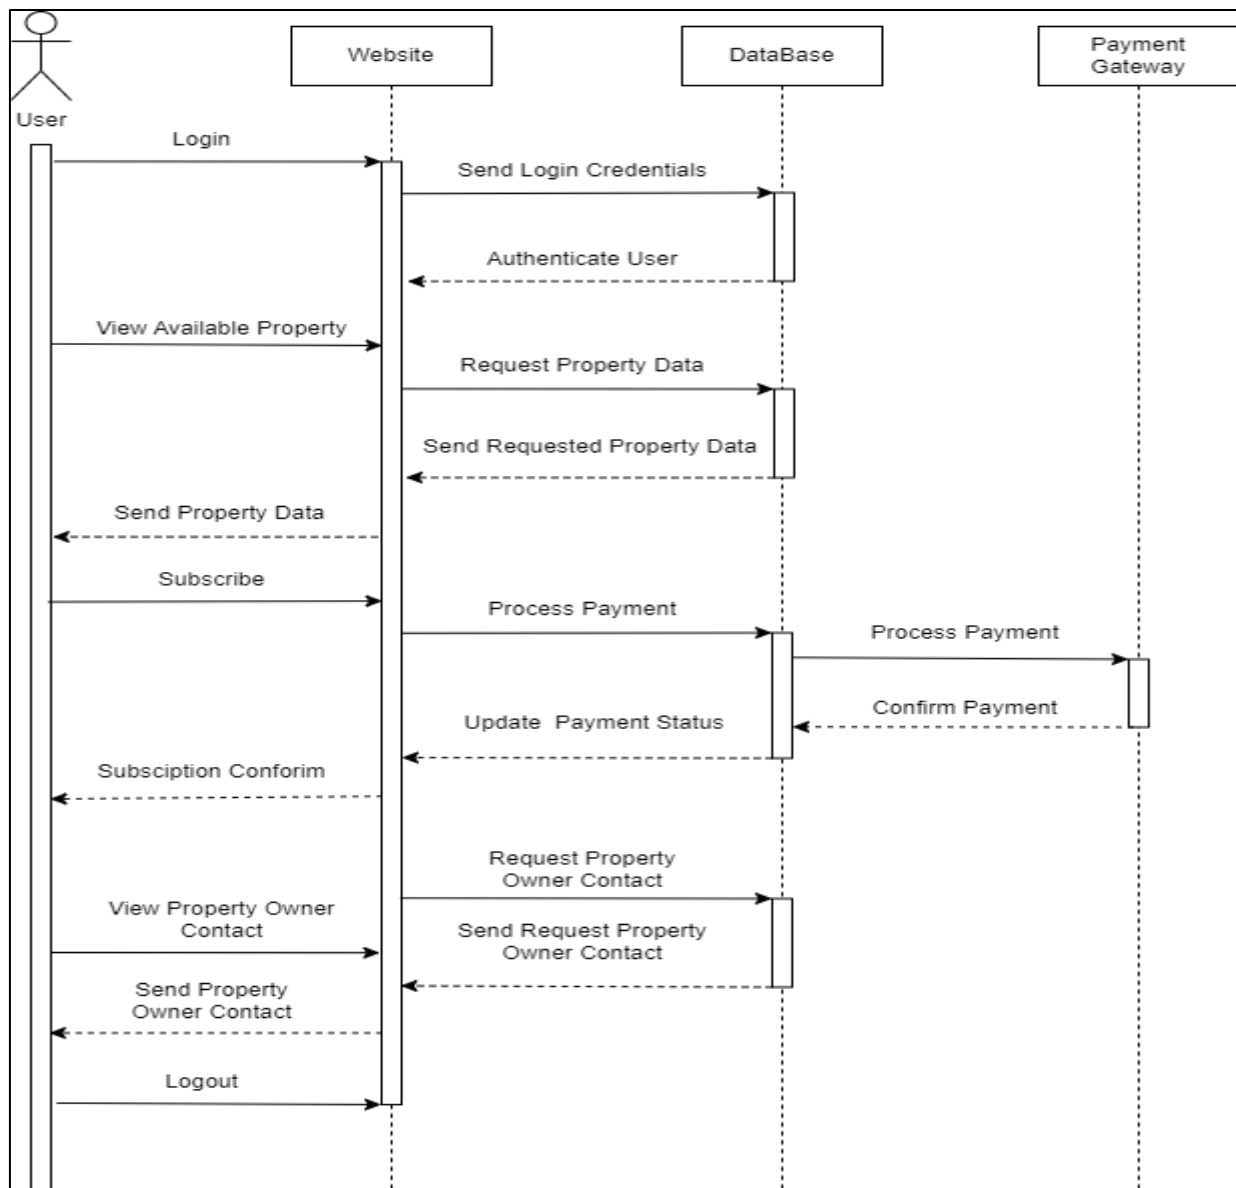 Website
DataBase
Payment
Gateway
User
Login
Send Login Credentials
Authenticate User
View Available Property
Request Property Data
Send Requested Property Data
Send Property Data
Subscribe
Process Payment
Process Payment
Confirm Payment
Update  Payment Status
Subsciption Conforim
Request Property
Owner Contact
View Property Owner
Contact
Send Request Property
Owner Contact
Send Property
Owner Contact
Logout